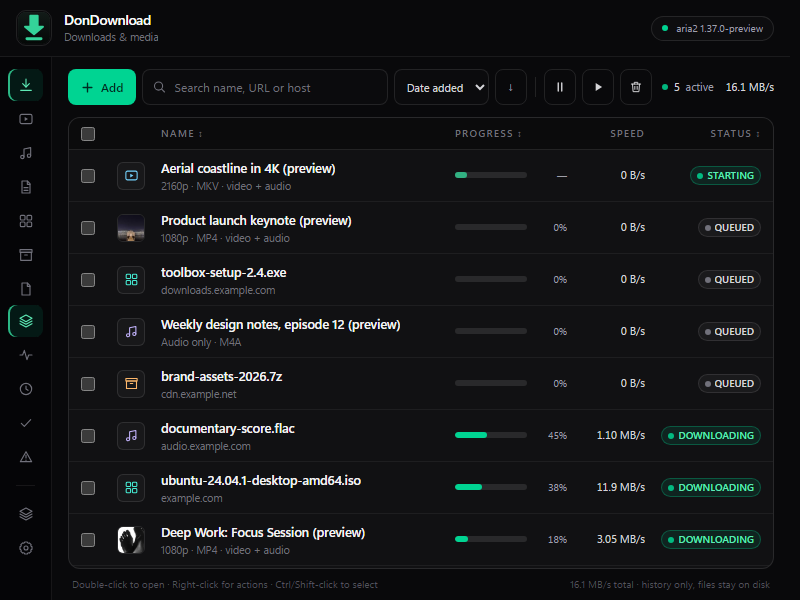 DonDownload
Downloads & media
aria2 1.37.0-preview
Add
Search name, URL or host
Date added
5 active
16.1 MB/s
NAME
PROGRESS
SPEED
STATUS
Aerial coastline in 4K (preview)
2160p · MKV · video + audio
—
0 B/s
STARTING
Product launch keynote (preview)
1080p · MP4 · video + audio
0%
0 B/s
QUEUED
toolbox-setup-2.4.exe
downloads.example.com
0%
0 B/s
QUEUED
Weekly design notes, episode 12 (preview)
Audio only · M4A
0%
0 B/s
QUEUED
brand-assets-2026.7z
cdn.example.net
0%
0 B/s
QUEUED
documentary-score.flac
audio.example.com
45%
1.10 MB/s
DOWNLOADING
ubuntu-24.04.1-desktop-amd64.iso
example.com
38%
11.9 MB/s
DOWNLOADING
Deep Work: Focus Session (preview)
1080p · MP4 · video + audio
18%
3.05 MB/s
DOWNLOADING
Double-click to open · Right-click for actions · Ctrl/Shift-click to select
16.1 MB/s total · history only, files stay on disk